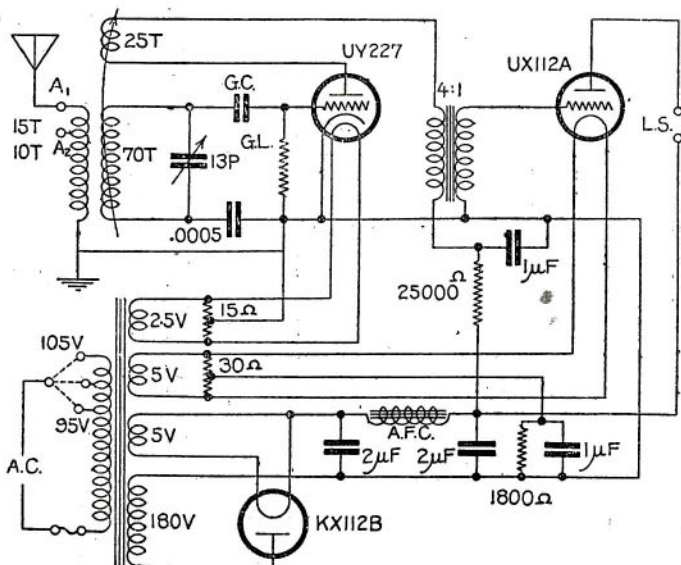 25T
UY227
UX112A
A1
15T
10T
A2
70T
G.C.
G.L.
13P
.0005
4:1
L.S.
1μF
25000Ω
15Ω
2.5V
105V
30Ω
5V
95V
5V
A.F.C.
A.C.
2μF
2μF
1μF
1800Ω
180V
KX112B